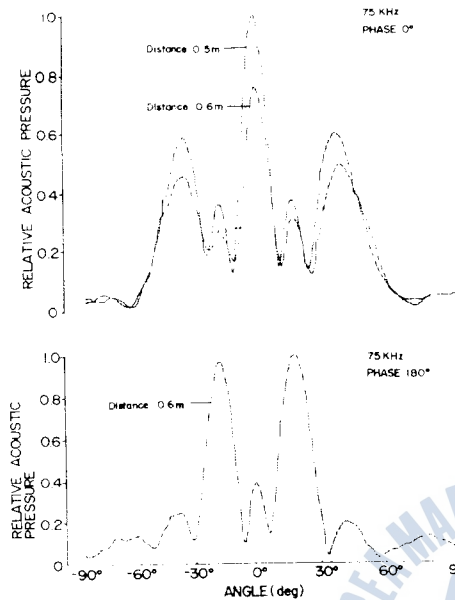 75 KHz
PHASE 0°
Distance 0.5m
Distance 0.6m
RELATIVE ACOUSTIC PRESSURE
1.0
0.8
0.6
0.4
0.2
0
75 KHz
PHASE 180°
Distance 0.6m
RELATIVE ACOUSTIC
PRESSURE
1.0
0.8
0.6
0.4
0.2
0
-90° -60° -30° 0° 30° 60° 9
ANGLE (deg)